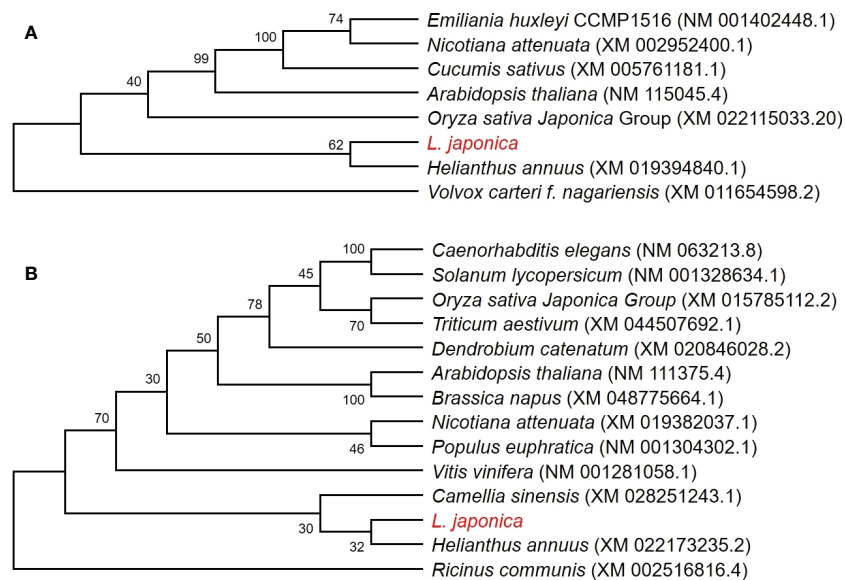 A
74
Emiliania huxleyi CCMP1516 (NM 001402448.1)
100
Nicotiana attenuata (XM 002952400.1)
99
Cucumis sativus (XM 005761181.1)
40
Arabidopsis thaliana (NM 115045.4)
Oryza sativa Japonica Group (XM 022115033.20)
62
L. japonica
Helianthus annuus (XM 019394840.1)
Volvox carteri f. nagariensis (XM 011654598.2)
B
100
Caenorhabditis elegans (NM 063213.8)
45
Solanum lycopersicum (NM 001328634.1)
78
Oryza sativa Japonica Group (XM 015785112.2)
70
Triticum aestivum (XM 044507692.1)
50
Dendrobium catenatum (XM 020846028.2)
30
Arabidopsis thaliana (NM 111375.4)
100
Brassica napus (XM 048775664.1)
70
Nicotiana attenuata (XM 019382037.1)
46
Populus euphratica (NM 001304302.1)
Vitis vinifera (NM 001281058.1)
Camellia sinensis (XM 028251243.1)
30
L. japonica
32
Helianthus annuus (XM 022173235.2)
Ricinus communis (XM 002516816.4)